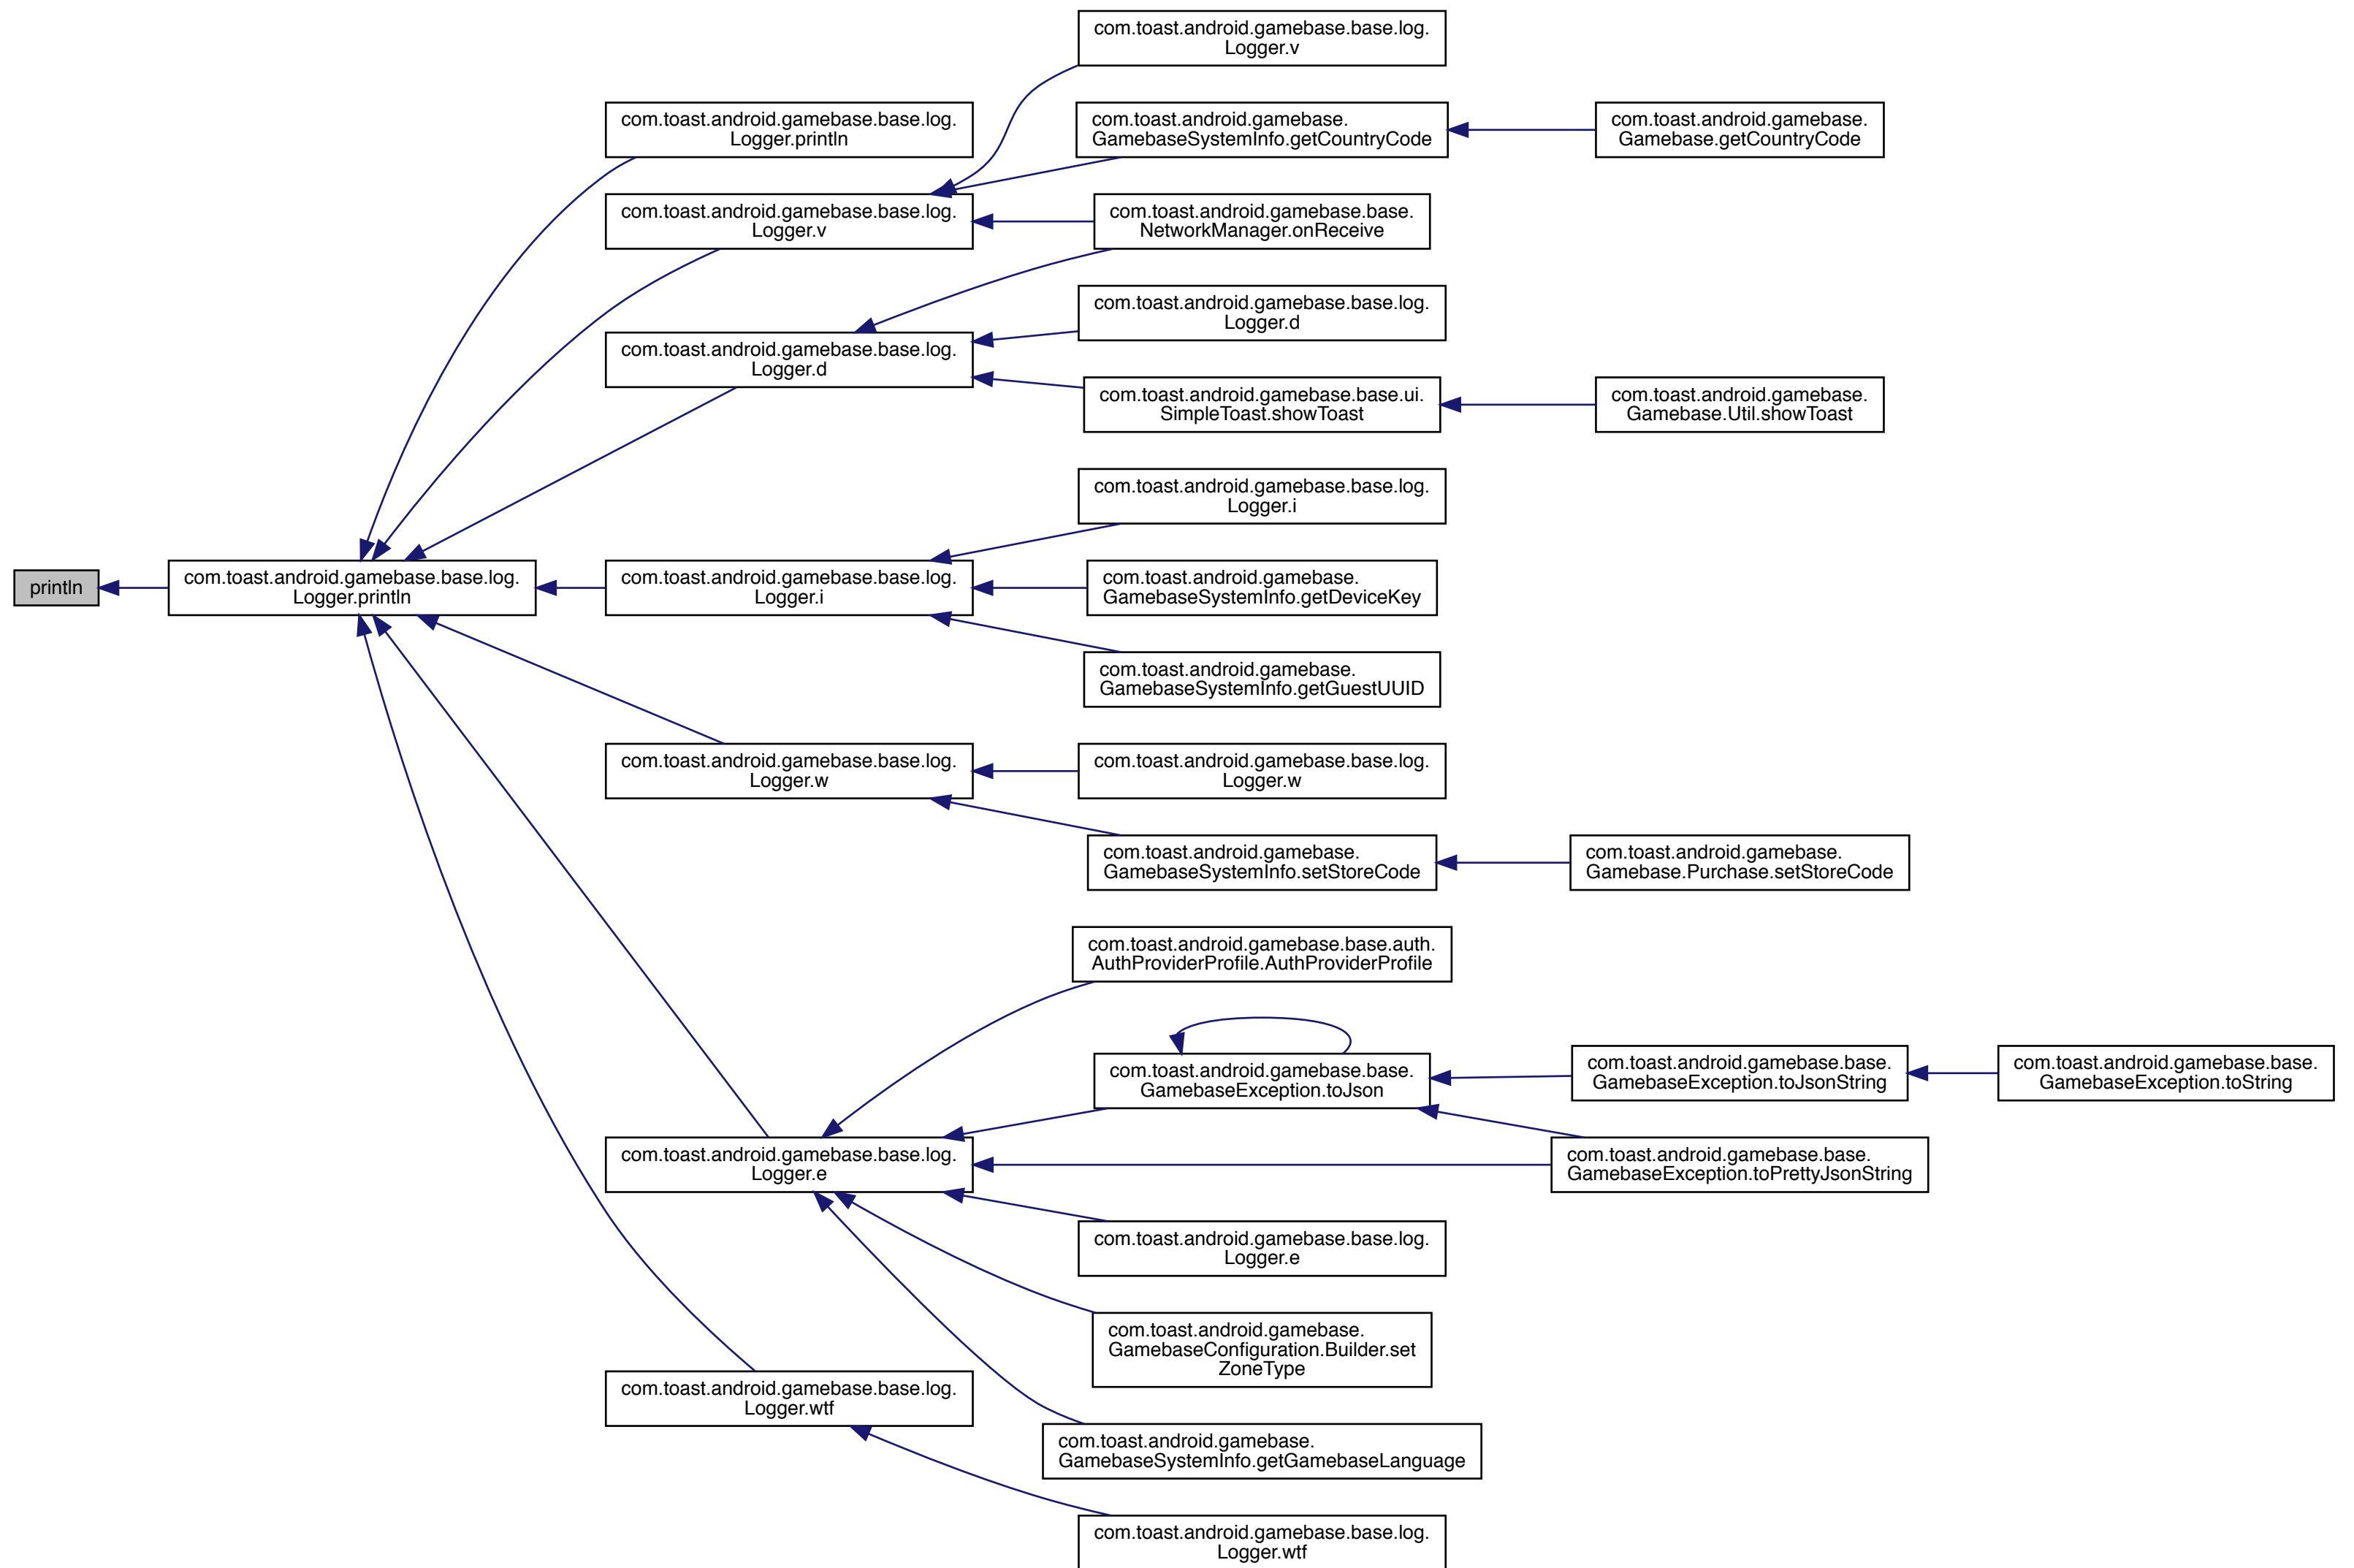 com.toast.android.gamebase.base.log.
Logger.v
com.toast.android.gamebase.base.log.
Logger.println
com.toast.android.gamebase.
GamebaseSystemInfo.getCountryCode
com.toast.android.gamebase.
Gamebase.getCountryCode
com.toast.android.gamebase.base.log.
Logger.v
com.toast.android.gamebase.base.
NetworkManager.onReceive
com.toast.android.gamebase.base.log.
Logger.d
com.toast.android.gamebase.base.log.
Logger.d
com.toast.android.gamebase.base.ui.
SimpleToast.showToast
com.toast.android.gamebase.
Gamebase.Util.showToast
com.toast.android.gamebase.base.log.
Logger.i
println
com.toast.android.gamebase.base.log.
Logger.println
com.toast.android.gamebase.base.log.
Logger.i
com.toast.android.gamebase.
GamebaseSystemInfo.getDeviceKey
com.toast.android.gamebase.
GamebaseSystemInfo.getGuestUUID
com.toast.android.gamebase.base.log.
Logger.w
com.toast.android.gamebase.base.log.
Logger.w
com.toast.android.gamebase.
GamebaseSystemInfo.setStoreCode
com.toast.android.gamebase.
Gamebase.Purchase.setStoreCode
com.toast.android.gamebase.base.auth.
AuthProviderProfile.AuthProviderProfile
com.toast.android.gamebase.base.
GamebaseException.toJson
com.toast.android.gamebase.base.
GamebaseException.toJsonString
com.toast.android.gamebase.base.
GamebaseException.toString
com.toast.android.gamebase.base.log.
Logger.e
com.toast.android.gamebase.base.
GamebaseException.toPrettyJsonString
com.toast.android.gamebase.base.log.
Logger.e
com.toast.android.gamebase.
GamebaseConfiguration.Builder.set
ZoneType
com.toast.android.gamebase.base.log.
Logger.wtf
com.toast.android.gamebase.
GamebaseSystemInfo.getGamebaseLanguage
com.toast.android.gamebase.base.log.
Logger.wtf